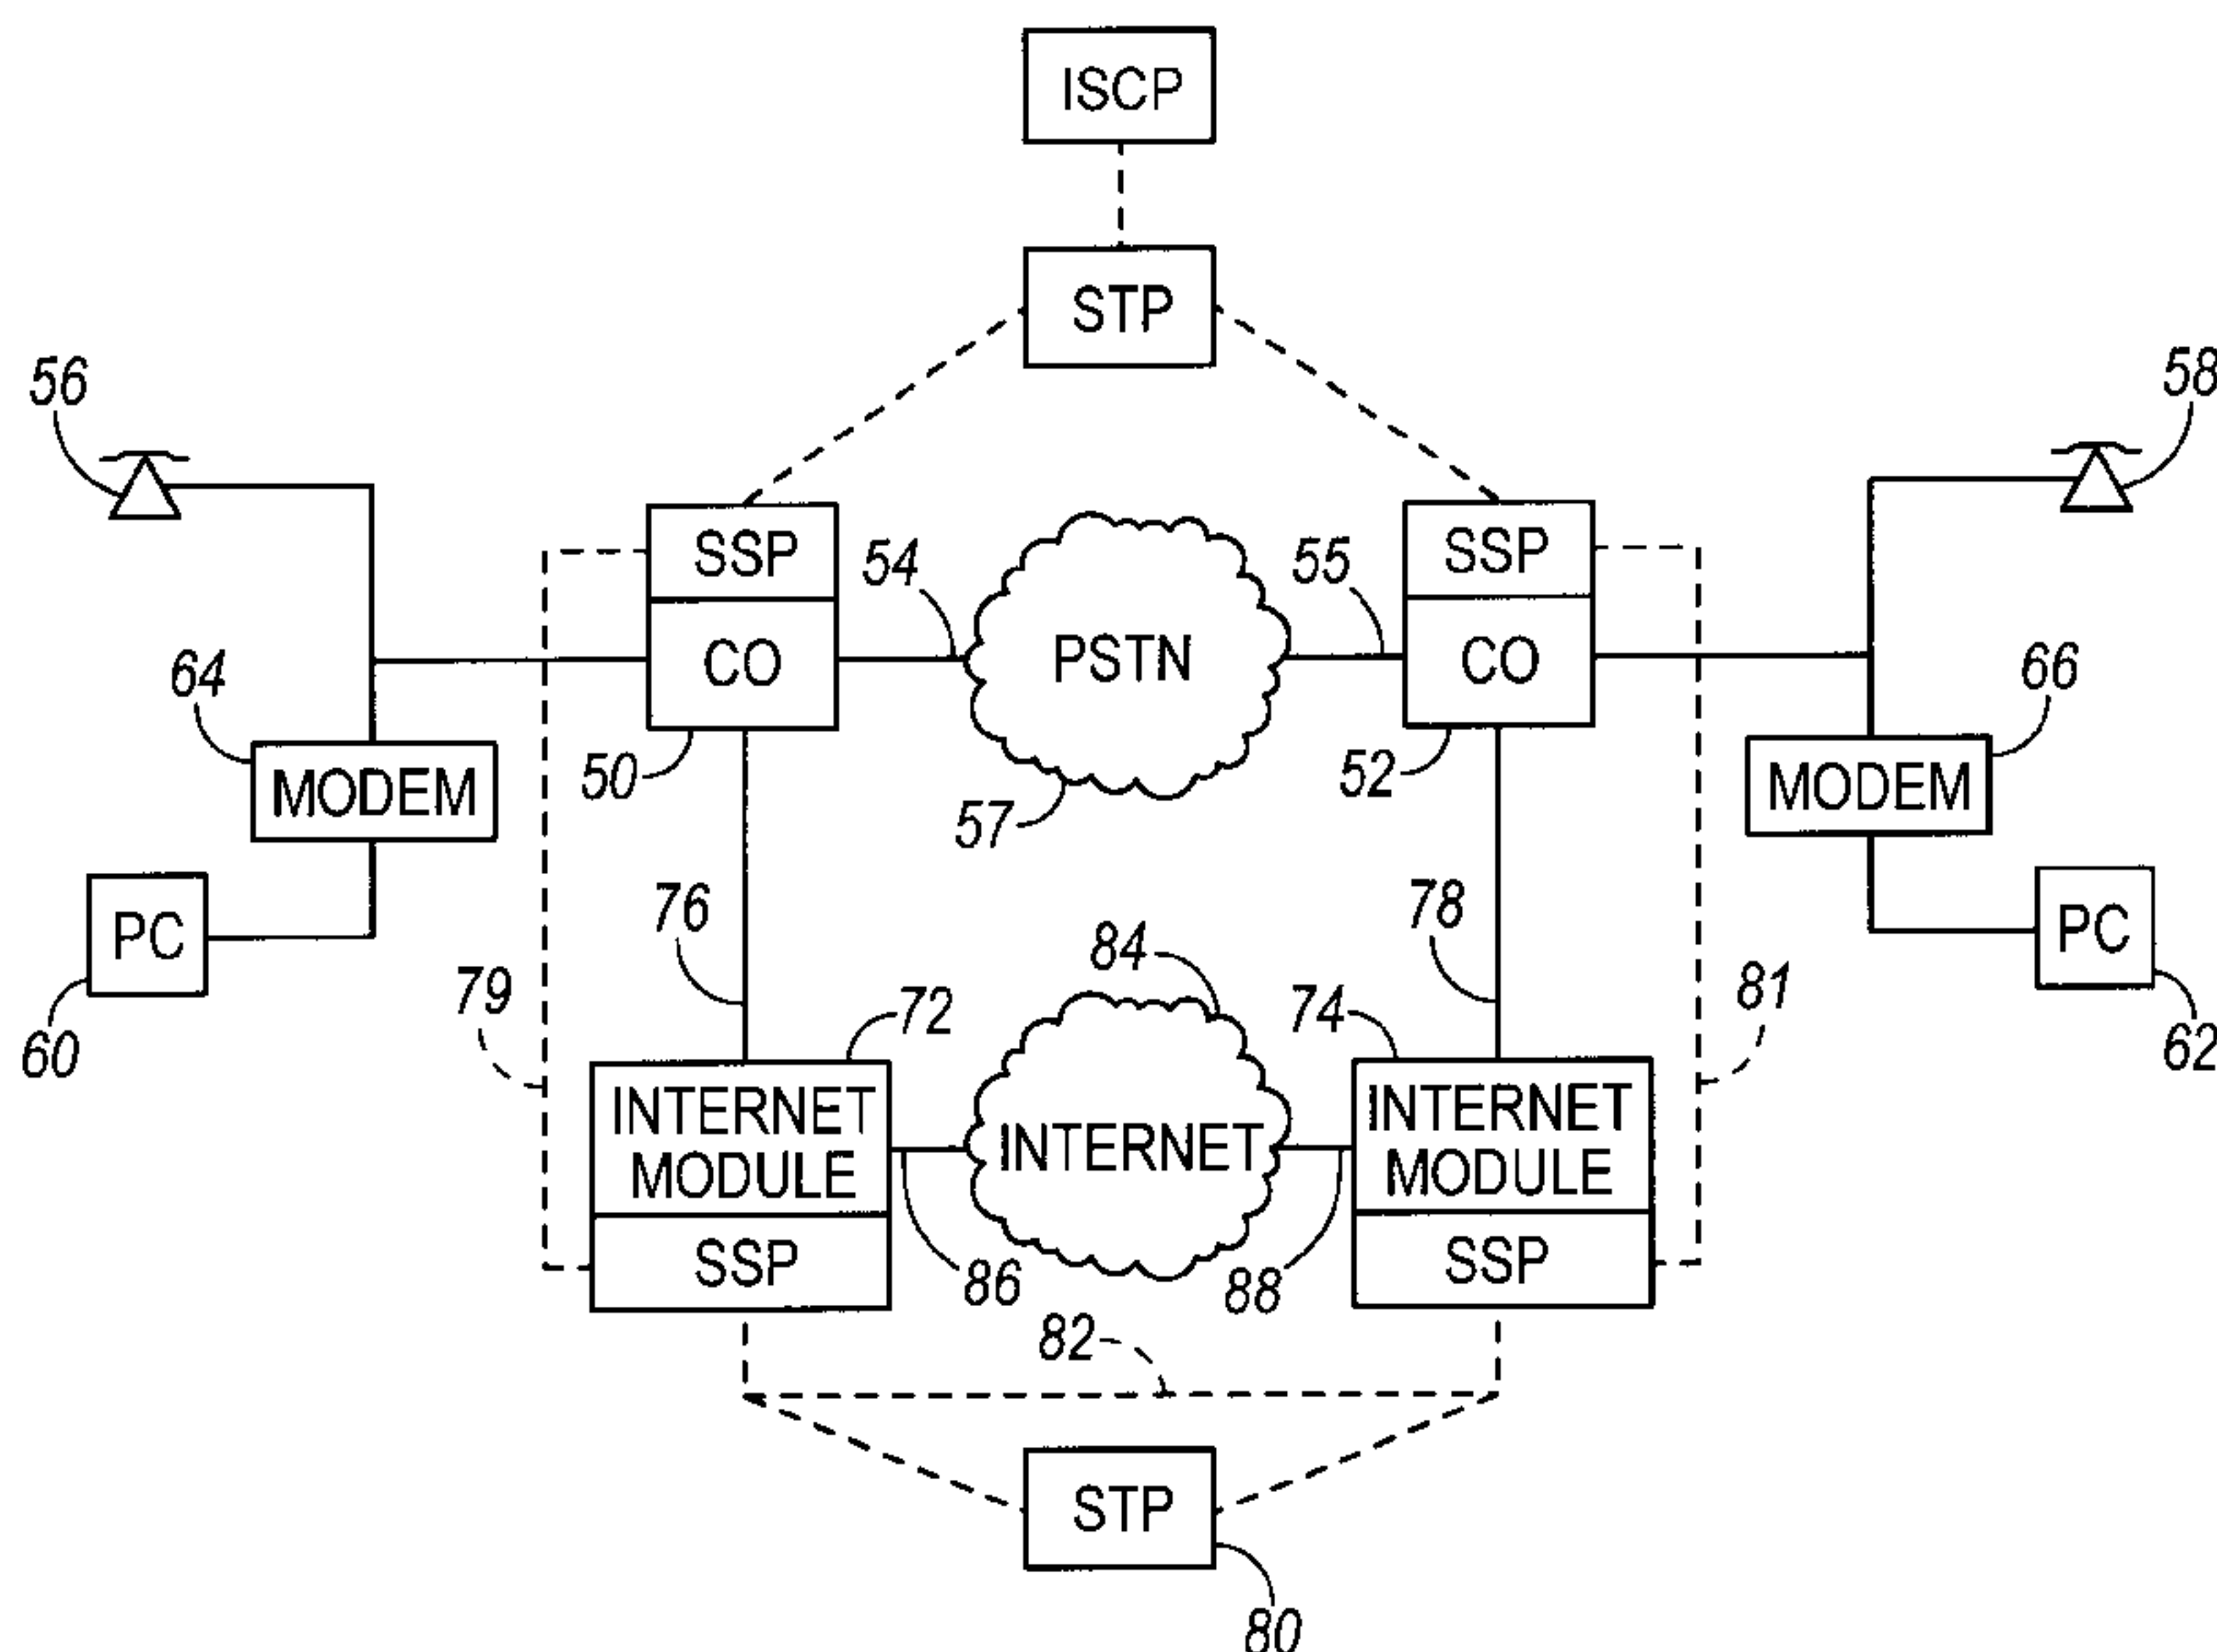 ISCP
STP
56
58
SSP
SSP
54
55
CO
PSTN
CO
64
66
MODEM
50
57
52
MODEM
PC
76
78
PC
79
84
81
60
72
74
62
INTERNET
MODULE
INTERNET
INTERNET
MODULE
SSP
86
88
SSP
82
STP
80